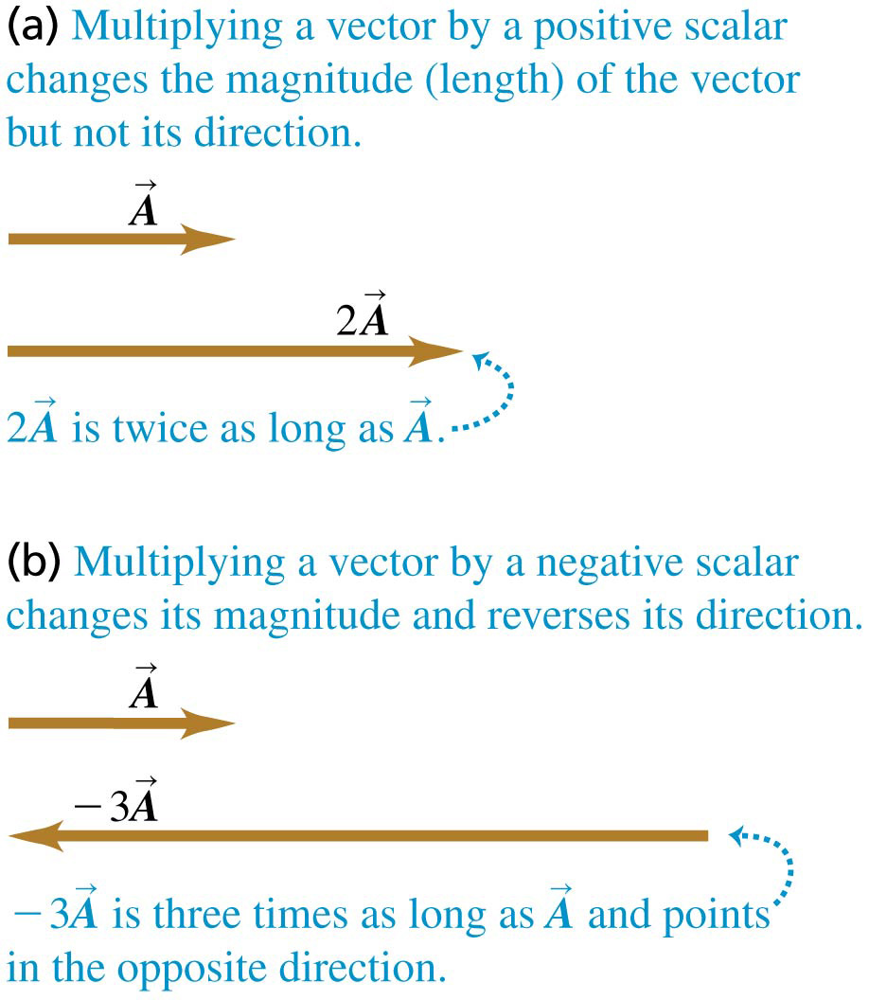 (a) Multiplying a vector by a positive scalar
changes the magnitude (length) of the vector
but not its direction.
A⃗
2A⃗
2A⃗ is twice as long as A⃗.
(b) Multiplying a vector by a negative scalar
changes its magnitude and reverses its direction.
A⃗
−3A⃗
−3A⃗ is three times as long as A⃗ and points
in the opposite direction.